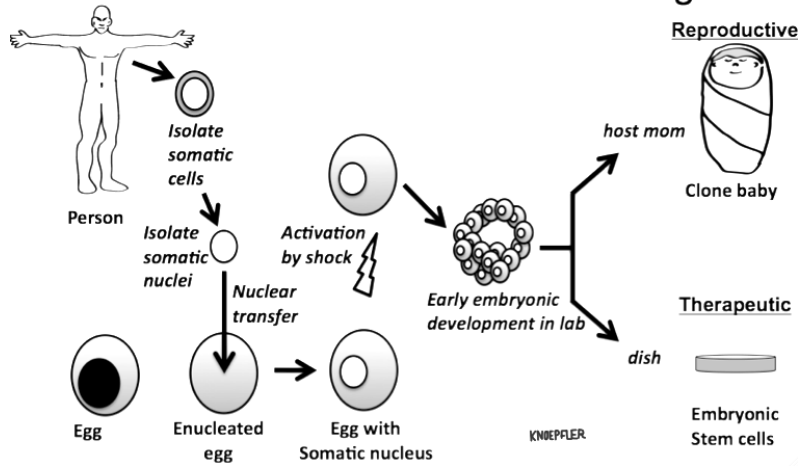 Reproductive
Isolate
somatic
cells
host mom
Clone baby
Person
Isolate
somatic
nuclei
Activation
by shock
Nuclear
transfer
Early embryonic
development in lab
Therapeutic
dish
Egg
Enucleated
egg
Egg with
Somatic nucleus
KNOEPFLER
Embryonic
Stem cells